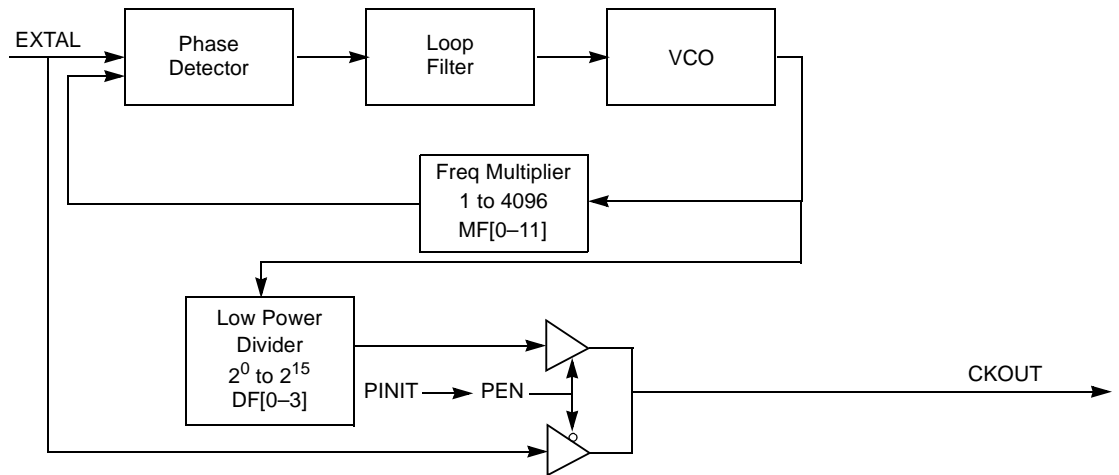 EXTAL
Phase
Detector
Loop
Filter
VCO
Freq Multiplier
1 to 4096
MF[0–11]
Low Power
Divider
2⁰ to 2¹⁵
DF[0–3]
PINIT
PEN
CKOUT